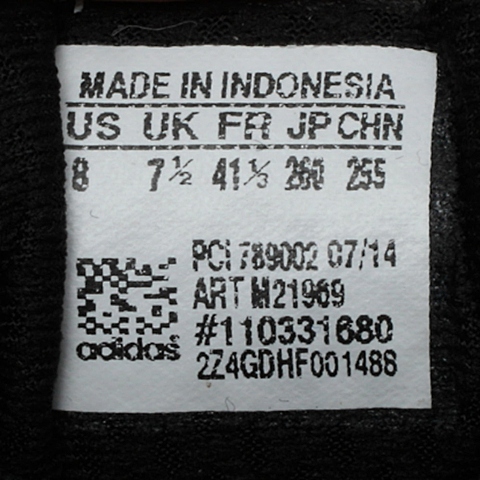 MADE IN INDONESIA
US UK FR JP CHN
8 7½ 41⅓ 260 255
PCI 789002 07/14
ART M21969
#110331680
adidas
2Z4GDHF001488